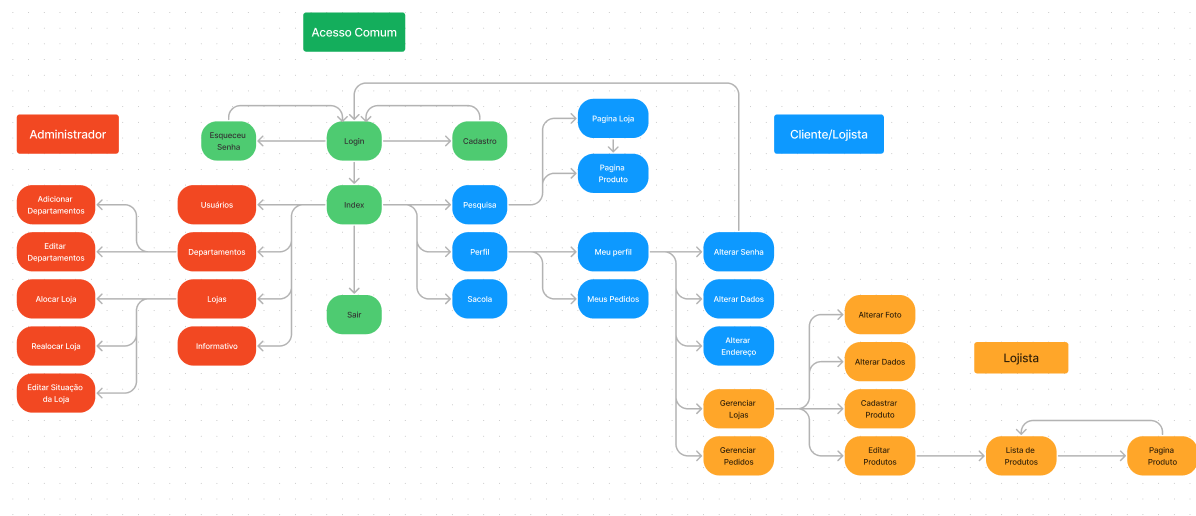 Acesso Comum
Administrador
Cliente/Lojista
Lojista
Esqueceu
Senha
Login
Cadastro
Pagina Loja
Pagina
Produto
Adicionar
Departamentos
Usuários
Index
Pesquisa
Editar
Departamentos
Departamentos
Perfil
Meu perfil
Alterar Senha
Alocar Loja
Lojas
Sacola
Meus Pedidos
Alterar Dados
Sair
Alterar Foto
Realocar Loja
Informativo
Alterar
Endereço
Alterar Dados
Editar Situação
da Loja
Gerenciar
Lojas
Cadastrar
Produto
Gerenciar
Pedidos
Editar
Produtos
Lista de
Produtos
Pagina
Produto